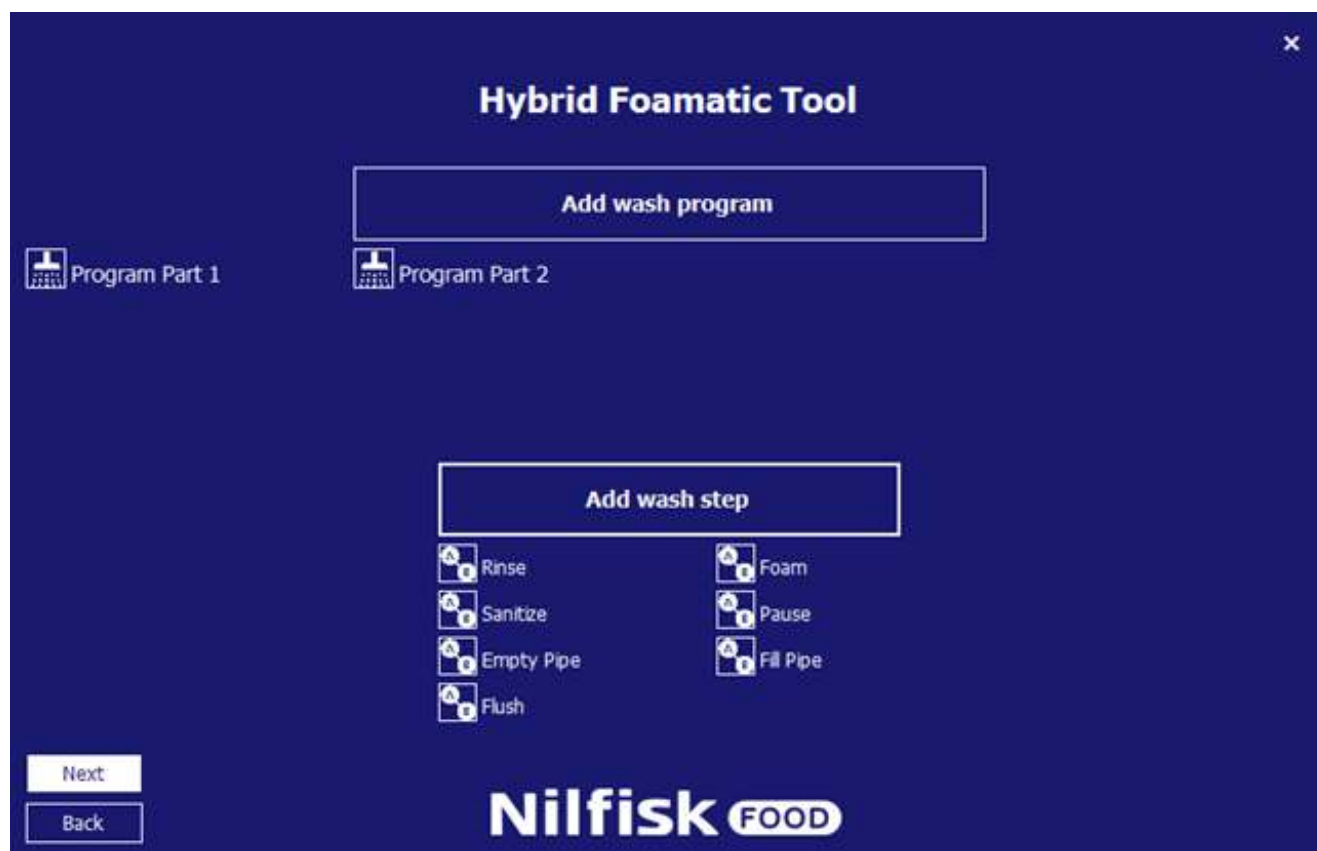 ×
Hybrid Foamatic Tool
Add wash program
Program Part 1
Program Part 2
Add wash step
Rinse
Foam
Sanitize
Pause
Empty Pipe
Fill Pipe
Flush
Next
Back
Nilfisk FOOD